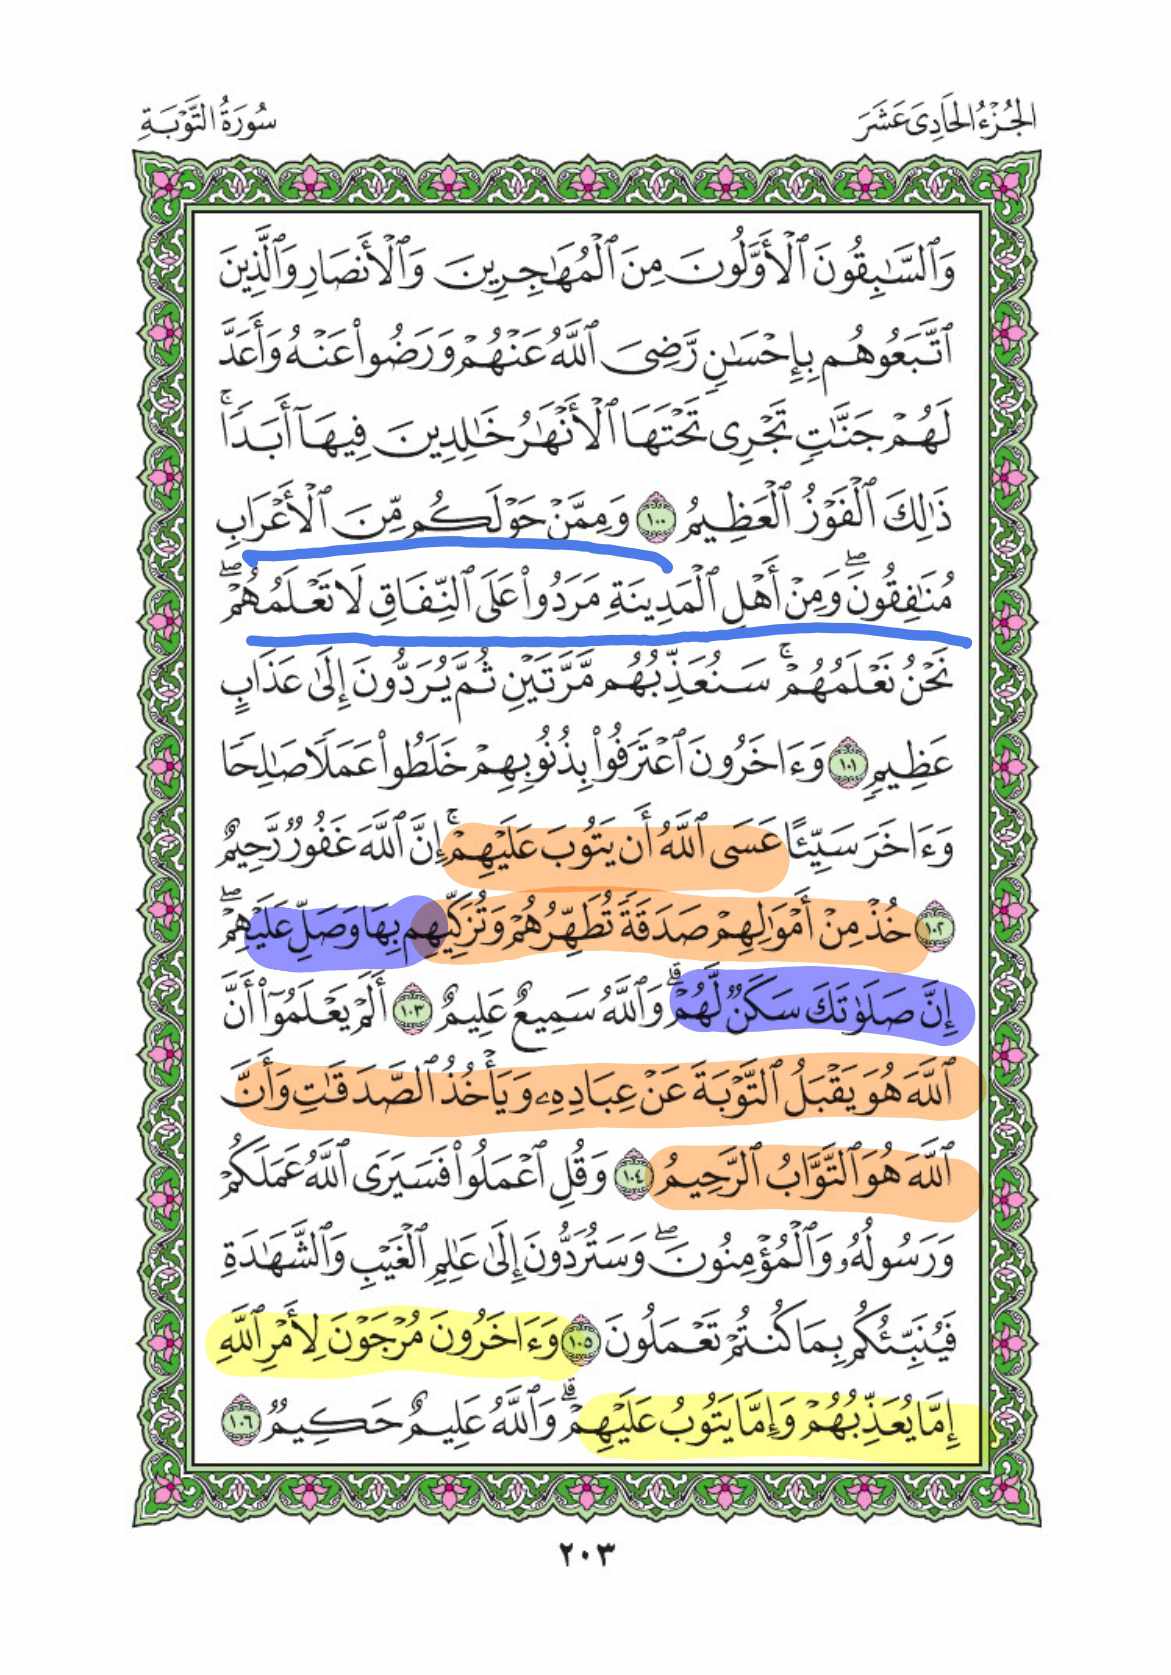 الجُزْءُ الحَادِىَ عَشَرَ
سُورَةُ التَّوْبَةِ
وَٱلسَّٰبِقُونَ ٱلْأَوَّلُونَ مِنَ ٱلْمُهَٰجِرِينَ وَٱلْأَنصَارِ وَٱلَّذِينَ
ٱتَّبَعُوهُم بِإِحْسَٰنٍ رَّضِىَ ٱللَّهُ عَنْهُمْ وَرَضُوا۟ عَنْهُ وَأَعَدَّ
لَهُمْ جَنَّٰتٍ تَجْرِى تَحْتَهَا ٱلْأَنْهَٰرُ خَٰلِدِينَ فِيهَآ أَبَدًا ۚ
ذَٰلِكَ ٱلْفَوْزُ ٱلْعَظِيمُ ١٠٠ وَمِمَّنْ حَوْلَكُم مِّنَ ٱلْأَعْرَابِ
مُنَٰفِقُونَ ۖ وَمِنْ أَهْلِ ٱلْمَدِينَةِ مَرَدُوا۟ عَلَى ٱلنِّفَاقِ لَا تَعْلَمُهُمْ ۖ
نَحْنُ نَعْلَمُهُمْ ۚ سَنُعَذِّبُهُم مَّرَّتَيْنِ ثُمَّ يُرَدُّونَ إِلَىٰ عَذَابٍ
عَظِيمٍ ١٠١ وَءَاخَرُونَ ٱعْتَرَفُوا۟ بِذُنُوبِهِمْ خَلَطُوا۟ عَمَلًا صَٰلِحًا
وَءَاخَرَ سَيِّئًا عَسَى ٱللَّهُ أَن يَتُوبَ عَلَيْهِمْ ۚ إِنَّ ٱللَّهَ غَفُورٌ رَّحِيمٌ
١٠٢ خُذْ مِنْ أَمْوَٰلِهِمْ صَدَقَةً تُطَهِّرُهُمْ وَتُزَكِّيهِم بِهَا وَصَلِّ عَلَيْهِمْ ۖ
إِنَّ صَلَوٰتَكَ سَكَنٌ لَّهُمْ ۗ وَٱللَّهُ سَمِيعٌ عَلِيمٌ ١٠٣ أَلَمْ يَعْلَمُوٓا۟ أَنَّ
ٱللَّهَ هُوَ يَقْبَلُ ٱلتَّوْبَةَ عَنْ عِبَادِهِۦ وَيَأْخُذُ ٱلصَّدَقَٰتِ وَأَنَّ
ٱللَّهَ هُوَ ٱلتَّوَّابُ ٱلرَّحِيمُ ١٠٤ وَقُلِ ٱعْمَلُوا۟ فَسَيَرَى ٱللَّهُ عَمَلَكُمْ
وَرَسُولُهُۥ وَٱلْمُؤْمِنُونَ ۖ وَسَتُرَدُّونَ إِلَىٰ عَٰلِمِ ٱلْغَيْبِ وَٱلشَّهَٰدَةِ
فَيُنَبِّئُكُم بِمَا كُنتُمْ تَعْمَلُونَ ١٠٥ وَءَاخَرُونَ مُرْجَوْنَ لِأَمْرِ ٱللَّهِ
إِمَّا يُعَذِّبُهُمْ وَإِمَّا يَتُوبُ عَلَيْهِمْ ۗ وَٱللَّهُ عَلِيمٌ حَكِيمٌ ١٠٦
٢٠٣